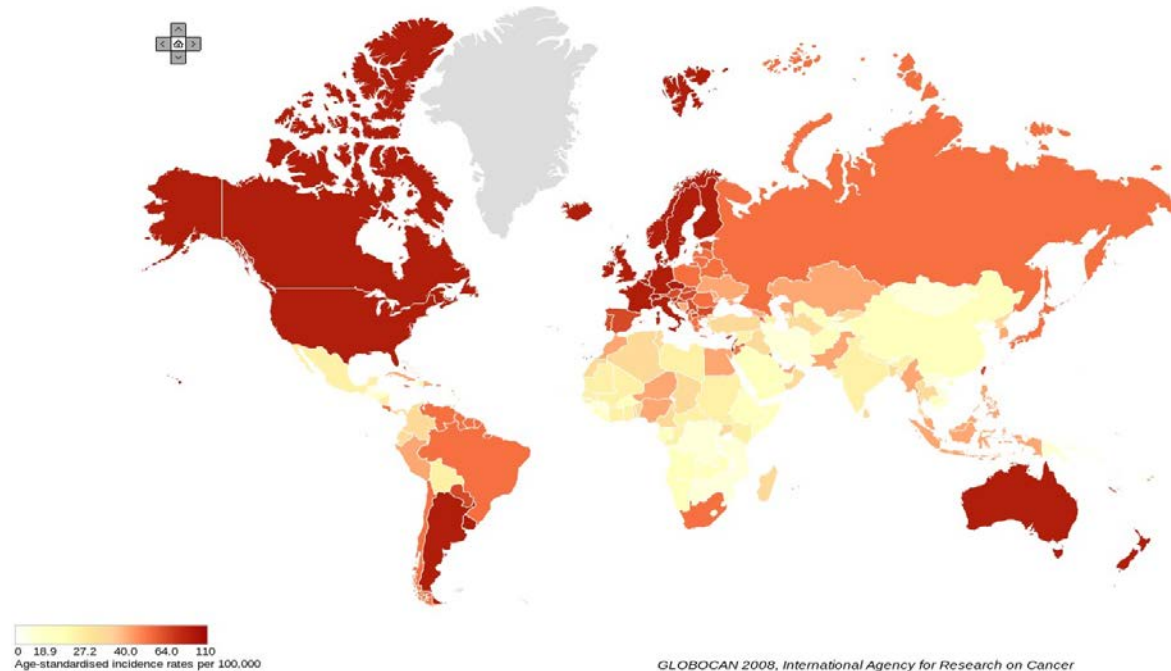 0 18.9 27.2 40.0 64.0 110
Age-standardised incidence rates per 100,000
GLOBOCAN 2008, International Agency for Research on Cancer